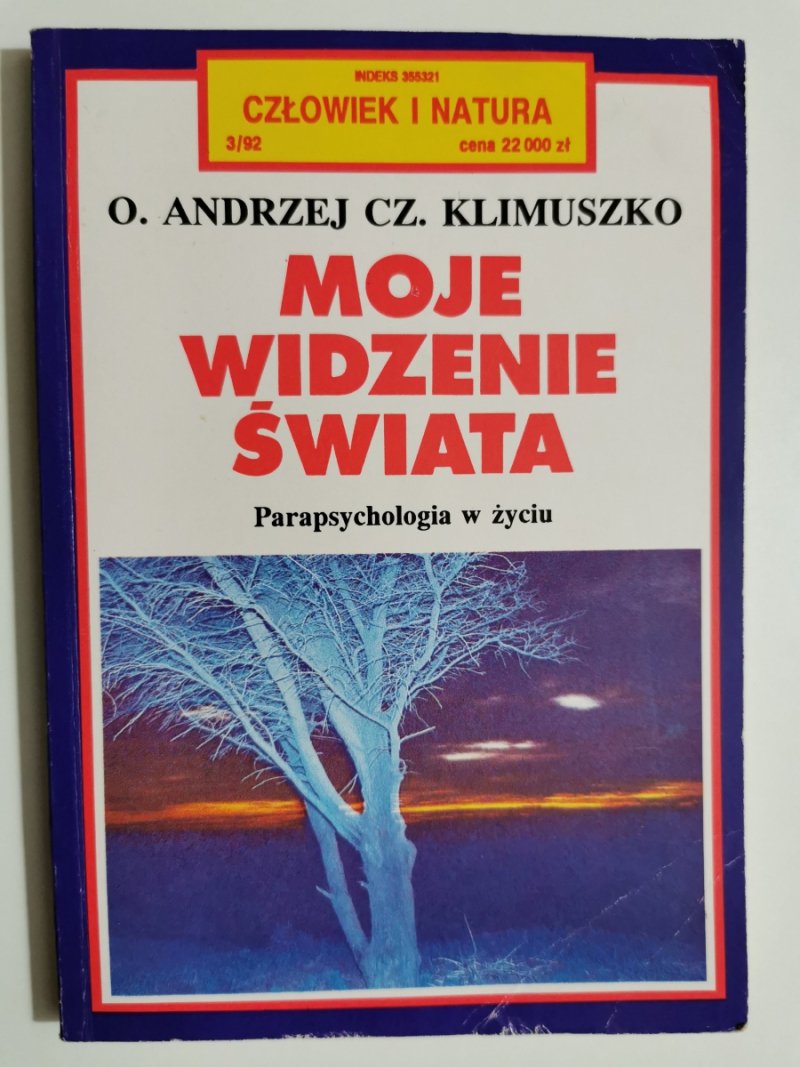 INDEKS 355321
CZŁOWIEK I NATURA
3/92 cena 22 000 zł
O. ANDRZEJ CZ. KLIMUSZKO
MOJE
WIDZENIE
ŚWIATA
Parapsychologia w życiu